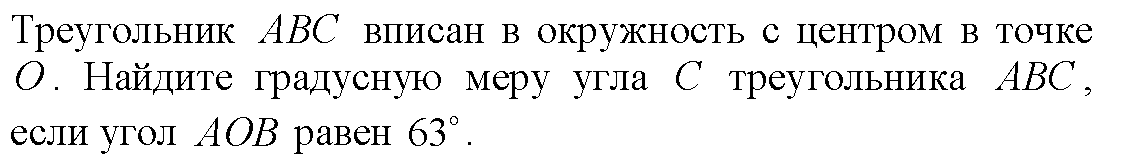 Треугольник ABC вписан в окружность с центром в точке
O. Найдите градусную меру угла C треугольника ABC,
если угол AOB равен 63°.